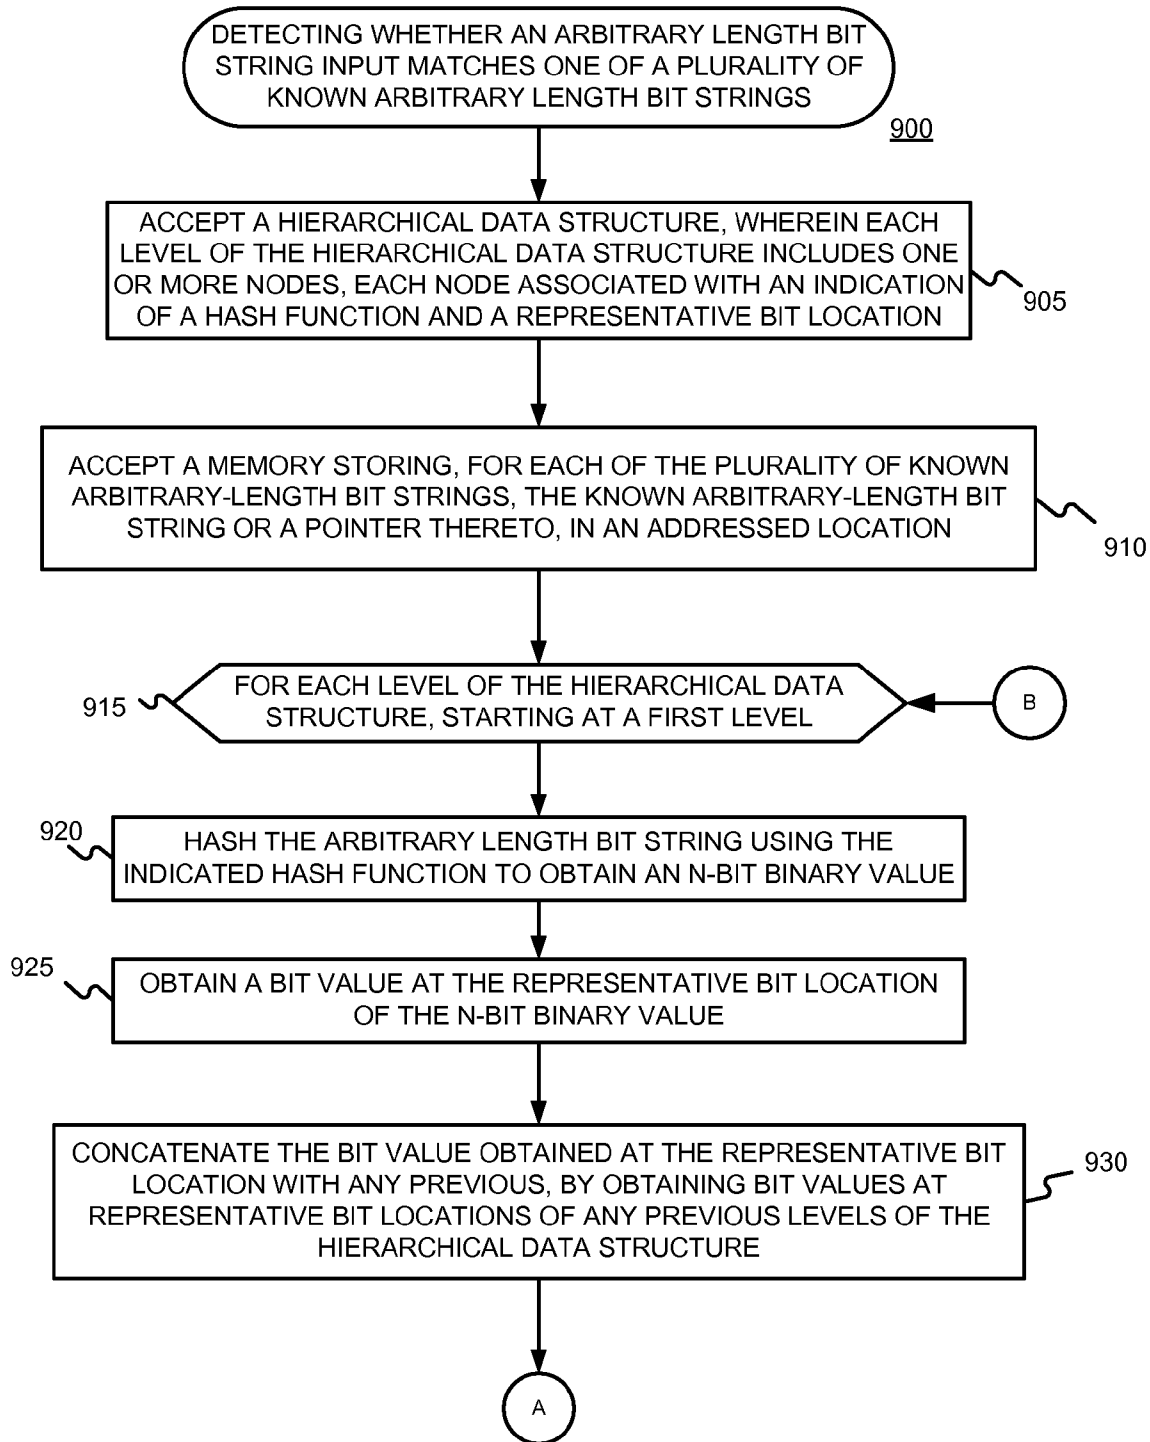 DETECTING WHETHER AN ARBITRARY LENGTH BIT
STRING INPUT MATCHES ONE OF A PLURALITY OF
KNOWN ARBITRARY LENGTH BIT STRINGS
900
ACCEPT A HIERARCHICAL DATA STRUCTURE, WHEREIN EACH
LEVEL OF THE HIERARCHICAL DATA STRUCTURE INCLUDES ONE
OR MORE NODES, EACH NODE ASSOCIATED WITH AN INDICATION
OF A HASH FUNCTION AND A REPRESENTATIVE BIT LOCATION
905
ACCEPT A MEMORY STORING, FOR EACH OF THE PLURALITY OF KNOWN
ARBITRARY-LENGTH BIT STRINGS, THE KNOWN ARBITRARY-LENGTH BIT
STRING OR A POINTER THERETO, IN AN ADDRESSED LOCATION
910
915
FOR EACH LEVEL OF THE HIERARCHICAL DATA
STRUCTURE, STARTING AT A FIRST LEVEL
B
920
HASH THE ARBITRARY LENGTH BIT STRING USING THE
INDICATED HASH FUNCTION TO OBTAIN AN N-BIT BINARY VALUE
925
OBTAIN A BIT VALUE AT THE REPRESENTATIVE BIT LOCATION
OF THE N-BIT BINARY VALUE
CONCATENATE THE BIT VALUE OBTAINED AT THE REPRESENTATIVE BIT
LOCATION WITH ANY PREVIOUS, BY OBTAINING BIT VALUES AT
REPRESENTATIVE BIT LOCATIONS OF ANY PREVIOUS LEVELS OF THE
HIERARCHICAL DATA STRUCTURE
930
A